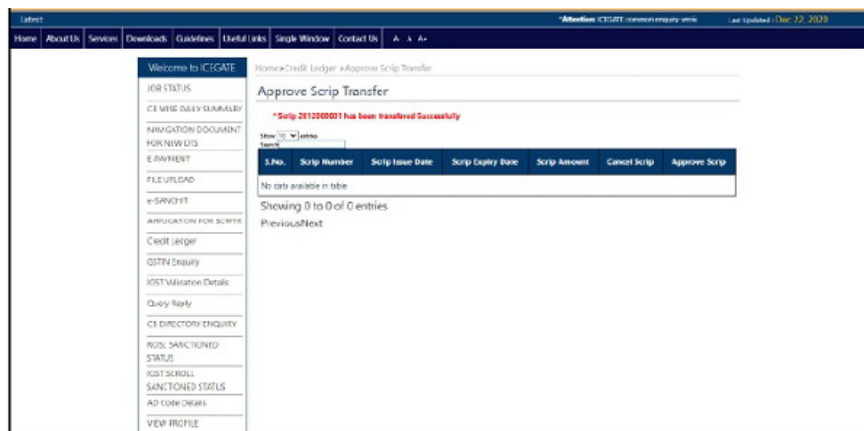 Latest
*Attention: ICEGATE common enquiry servic
Last Updated : Dec 22, 2020
Home About Us Services Downloads Guidelines Useful Links Single Window Contact Us A- A A+
Welcome to ICEGATE
JOB STATUS
CB WISE DAILY SUMMARY
NAVIGATION DOCUMENT
FOR NEW DTS
E-PAYMENT
FILE UPLOAD
e-SANCHIT
APPLICATION FOR
Credit Ledger
GSTIN Enquiry
IGST Validation Details
Query Reply
CB DIRECTORY ENQUIRY
ROSL SANCTIONED
STATUS
IGST SCROLL
SANCTIONED STATUS
AD Code Details
VIEW PROFILE
Home»Credit Ledger »Approve Scrip Transfer
Approve Scrip Transfer
*Scrip has been transfered Successfully
Show 10 entries
Search
S.No. Scrip Number Scrip Issue Date Scrip Expiry Date Scrip Amount Cancel Scrip Approve Scrip
No data available in table
Showing 0 to 0 of 0 entries
PreviousNext